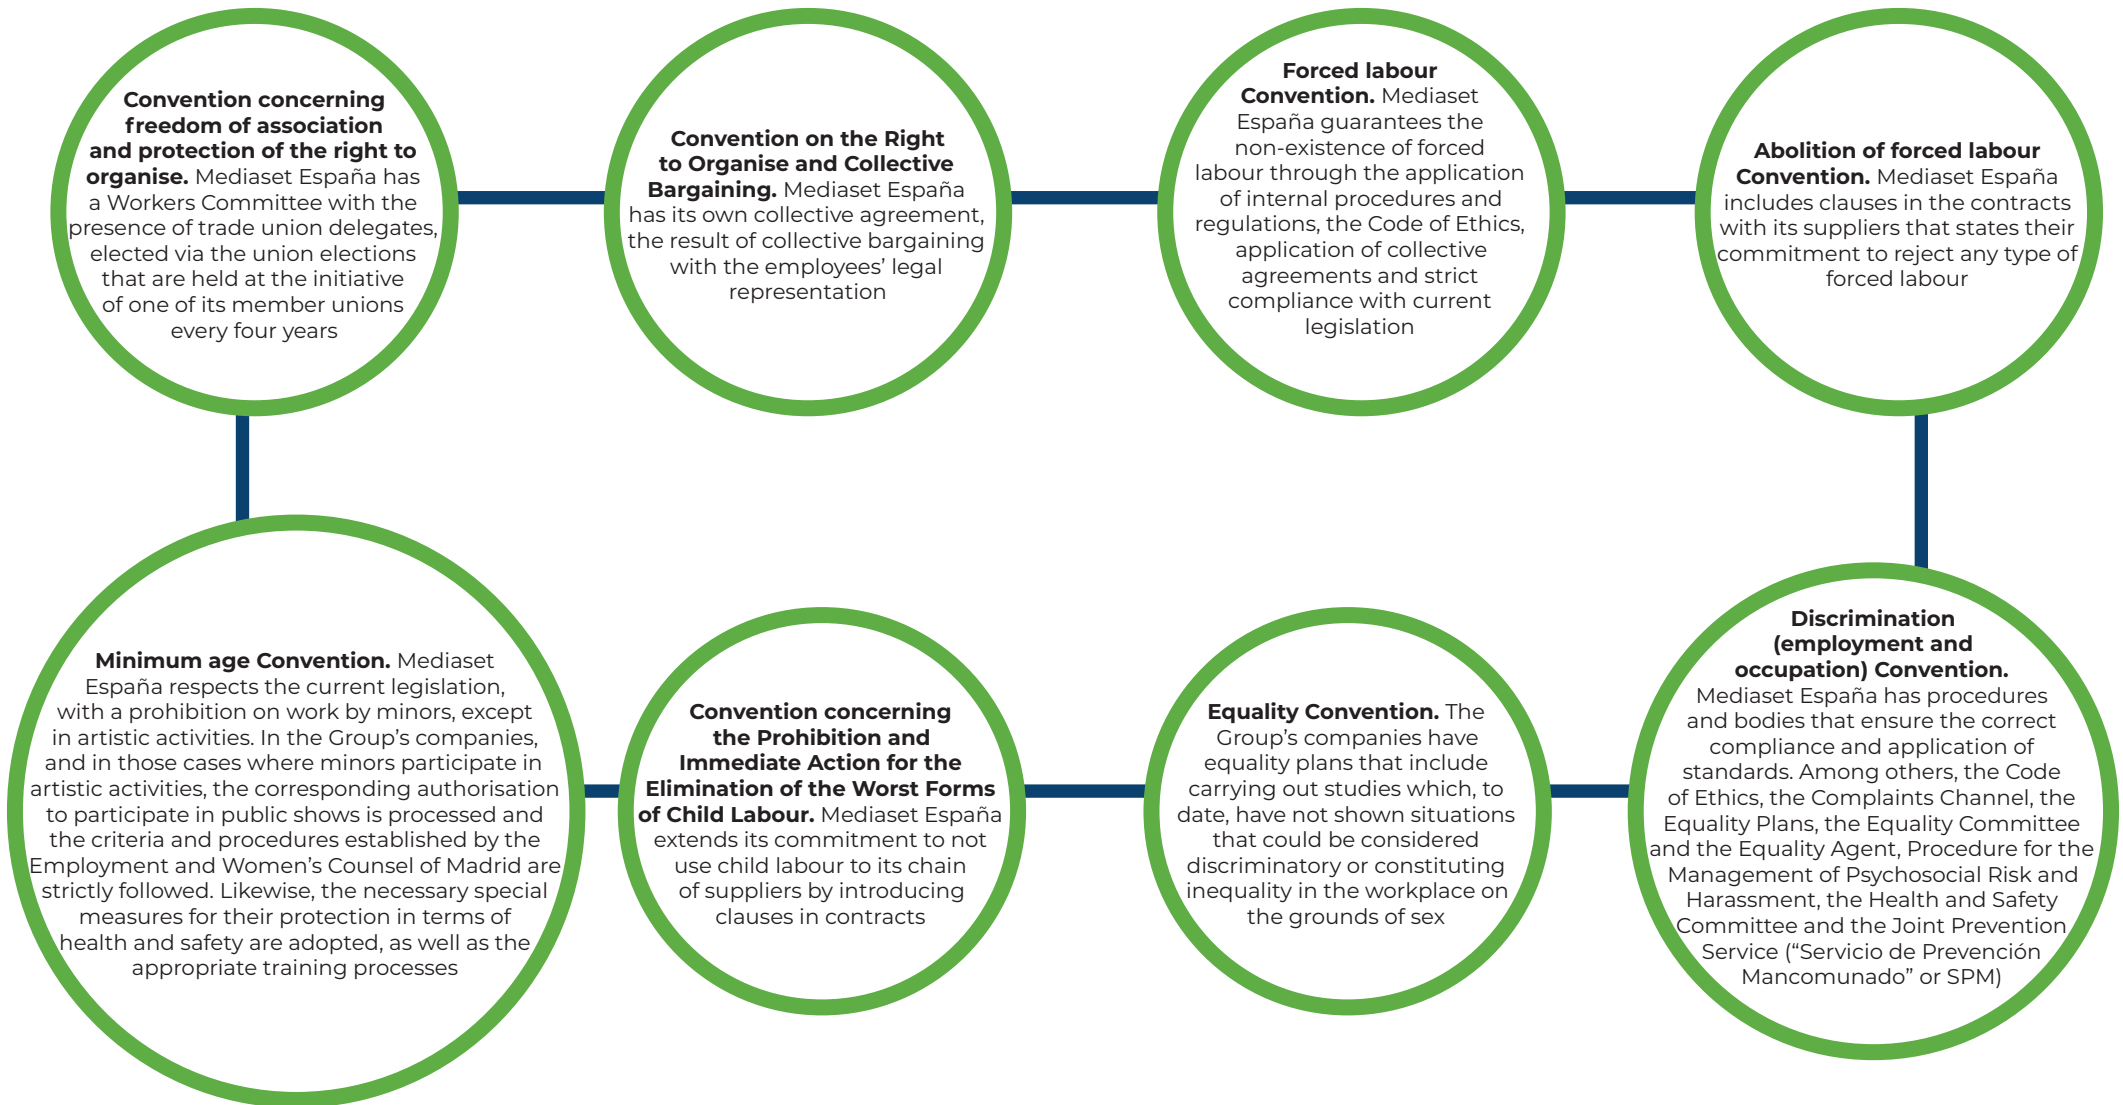 Convention concerning
freedom of association
and protection of the right to
organise. Mediaset España has
a Workers Committee with the
presence of trade union delegates,
elected via the union elections
that are held at the initiative
of one of its member unions
every four years
Convention on the Right
to Organise and Collective
Bargaining. Mediaset España
has its own collective agreement,
the result of collective bargaining
with the employees’ legal
representation
Forced labour
Convention. Mediaset
España guarantees the
non-existence of forced
labour through the application
of internal procedures and
regulations, the Code of Ethics,
application of collective
agreements and strict
compliance with current
legislation
Abolition of forced labour
Convention. Mediaset España
includes clauses in the contracts
with its suppliers that states their
commitment to reject any type of
forced labour
Minimum age Convention. Mediaset
España respects the current legislation,
with a prohibition on work by minors, except
in artistic activities. In the Group’s companies,
and in those cases where minors participate in
artistic activities, the corresponding authorisation
to participate in public shows is processed and
the criteria and procedures established by the
Employment and Women’s Counsel of Madrid are
strictly followed. Likewise, the necessary special
measures for their protection in terms of
health and safety are adopted, as well as the
appropriate training processes
Convention concerning
the Prohibition and
Immediate Action for the
Elimination of the Worst Forms
of Child Labour. Mediaset España
extends its commitment to not
use child labour to its chain
of suppliers by introducing
clauses in contracts
Equality Convention. The
Group’s companies have
equality plans that include
carrying out studies which, to
date, have not shown situations
that could be considered
discriminatory or constituting
inequality in the workplace on
the grounds of sex
Discrimination
(employment and
occupation) Convention.
Mediaset España has procedures
and bodies that ensure the correct
compliance and application of
standards. Among others, the Code
of Ethics, the Complaints Channel, the
Equality Plans, the Equality Committee
and the Equality Agent, Procedure for the
Management of Psychosocial Risk and
Harassment, the Health and Safety
Committee and the Joint Prevention
Service (“Servicio de Prevención
Mancomunado” or SPM)